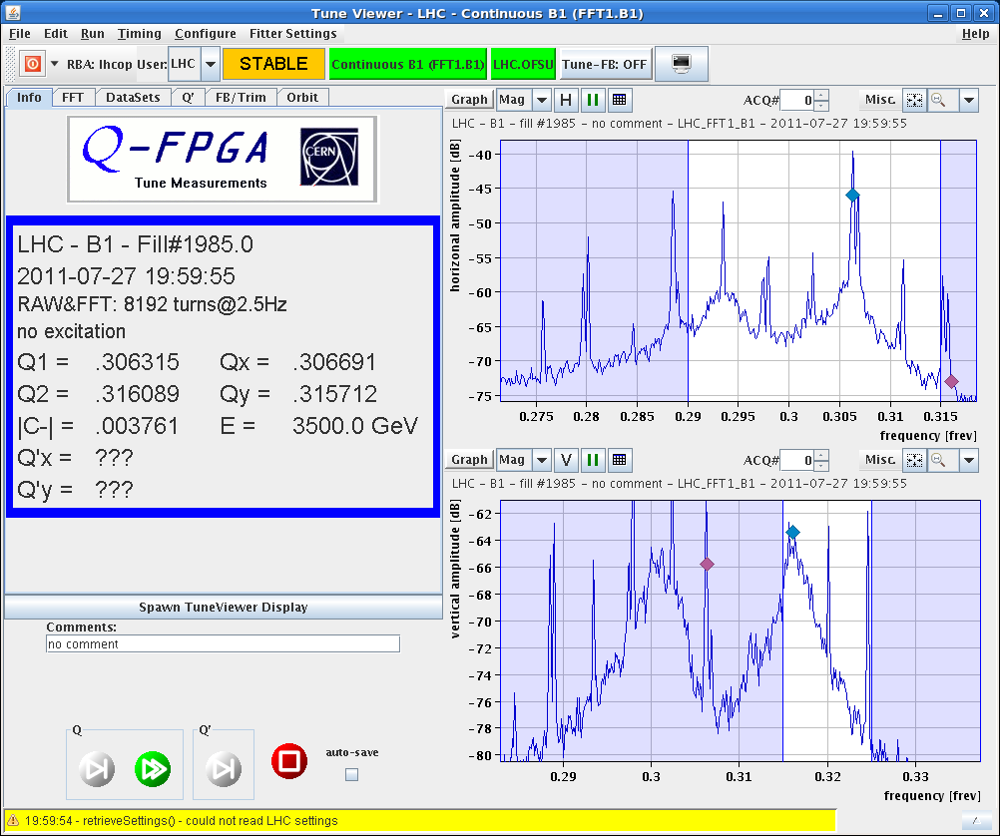 Tune Viewer - LHC - Continuous B1 (FFT1.B1)
File Edit Run Timing Configure Fitter Settings Help
RBA: lhcop User: LHC STABLE Continuous B1 (FFT1.B1) LHC.OFSU Tune-FB: OFF
Info FFT DataSets Q' FB/Trim Orbit
Q-FPGA
Tune Measurements
CERN
LHC - B1 - Fill#1985.0
2011-07-27 19:59:55
RAW&FFT: 8192 turns@2.5Hz
no excitation
Q1 = .306315 Qx = .306691
Q2 = .316089 Qy = .315712
|C-| = .003761 E = 3500.0 GeV
Q'x = ???
Q'y = ???
Spawn TuneViewer Display
Comments:
no comment
Q
Q'
auto-save
Graph Mag H ACQ# 0 Misc.
LHC - B1 - fill #1985 - no comment - LHC_FFT1_B1 - 2011-07-27 19:59:55
horizonal amplitude [dB]
-40
-45
-50
-55
-60
-65
-70
-75
0.275 0.28 0.285 0.29 0.295 0.3 0.305 0.31 0.315
frequency [frev]
Graph Mag V ACQ# 0 Misc.
LHC - B1 - fill #1985 - no comment - LHC_FFT1_B1 - 2011-07-27 19:59:55
vertical amplitude [dB]
-62
-64
-66
-68
-70
-72
-74
-76
-78
-80
0.29 0.3 0.31 0.32 0.33
frequency [frev]
19:59:54 - retrieveSettings() - could not read LHC settings